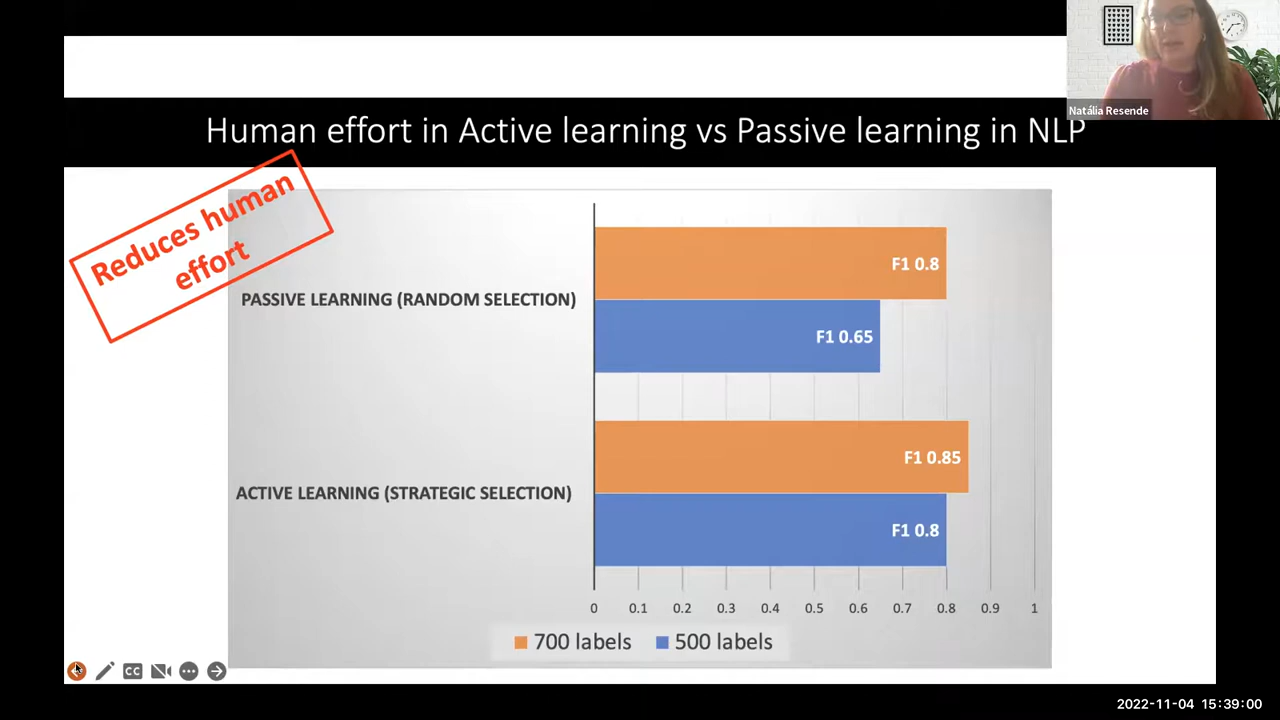 Natália Resende
Human effort in Active learning vs Passive learning in NLP
Reduces human
effort
PASSIVE LEARNING (RANDOM SELECTION)
F1 0.8
F1 0.65
ACTIVE LEARNING (STRATEGIC SELECTION)
F1 0.85
F1 0.8
0 0.1 0.2 0.3 0.4 0.5 0.6 0.7 0.8 0.9 1
700 labels 500 labels
CC
2022-11-04 15:39:00